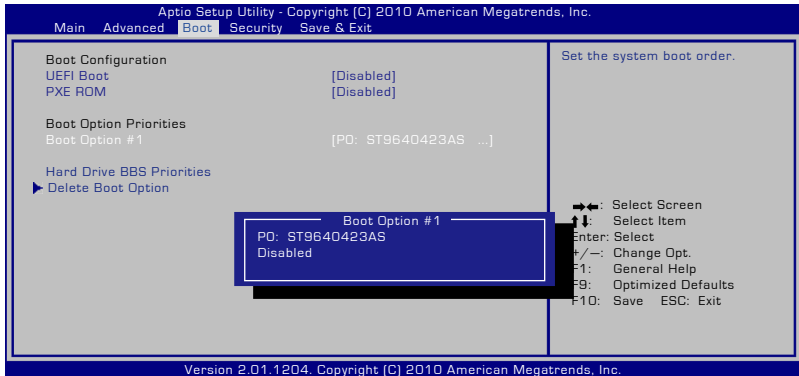 Aptio Setup Utility - Copyright (C) 2010 American Megatrends, Inc.
Main Advanced Boot Security Save & Exit
Boot Configuration
UEFI Boot [Disabled]
PXE ROM [Disabled]
Boot Option Priorities
Boot Option #1 [P0: ST9640423AS ...]
Hard Drive BBS Priorities
Delete Boot Option
Boot Option #1
P0: ST9640423AS
Disabled
Set the system boot order.
→←: Select Screen
↑↓: Select Item
Enter: Select
+/—: Change Opt.
F1: General Help
F9: Optimized Defaults
F10: Save ESC: Exit
Version 2.01.1204. Copyright (C) 2010 American Megatrends, Inc.